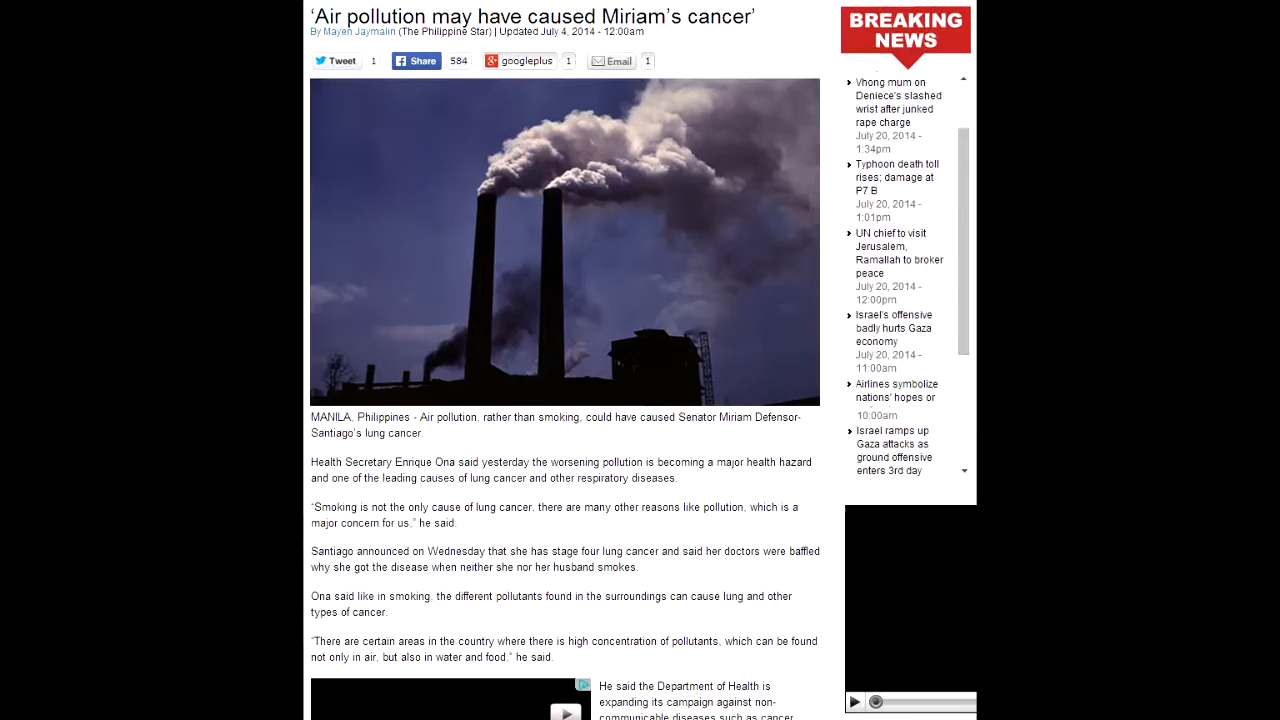 ‘Air pollution may have caused Miriam’s cancer’
By Mayen Jaymalin (The Philippine Star) | Updated July 4, 2014 - 12:00am
Tweet 1 Share 584 googleplus 1 Email 1
MANILA, Philippines - Air pollution, rather than smoking, could have caused Senator Miriam Defensor-
Santiago’s lung cancer.
Health Secretary Enrique Ona said yesterday the worsening pollution is becoming a major health hazard
and one of the leading causes of lung cancer and other respiratory diseases.
“Smoking is not the only cause of lung cancer, there are many other reasons like pollution, which is a
major concern for us,” he said.
Santiago announced on Wednesday that she has stage four lung cancer and said her doctors were baffled
why she got the disease when neither she nor her husband smokes.
Ona said like in smoking, the different pollutants found in the surroundings can cause lung and other
types of cancer.
“There are certain areas in the country where there is high concentration of pollutants, which can be found
not only in air, but also in water and food,” he said.
He said the Department of Health is
expanding its campaign against non-
communicable diseases such as cancer
BREAKING
NEWS
Vhong mum on
Deniece's slashed
wrist after junked
rape charge
July 20, 2014 -
1:34pm
Typhoon death toll
rises; damage at
P7 B
July 20, 2014 -
1:01pm
UN chief to visit
Jerusalem,
Ramallah to broker
peace
July 20, 2014 -
12:00pm
Israel's offensive
badly hurts Gaza
economy
July 20, 2014 -
11:00am
Airlines symbolize
nations' hopes or
10:00am
Israel ramps up
Gaza attacks as
ground offensive
enters 3rd day